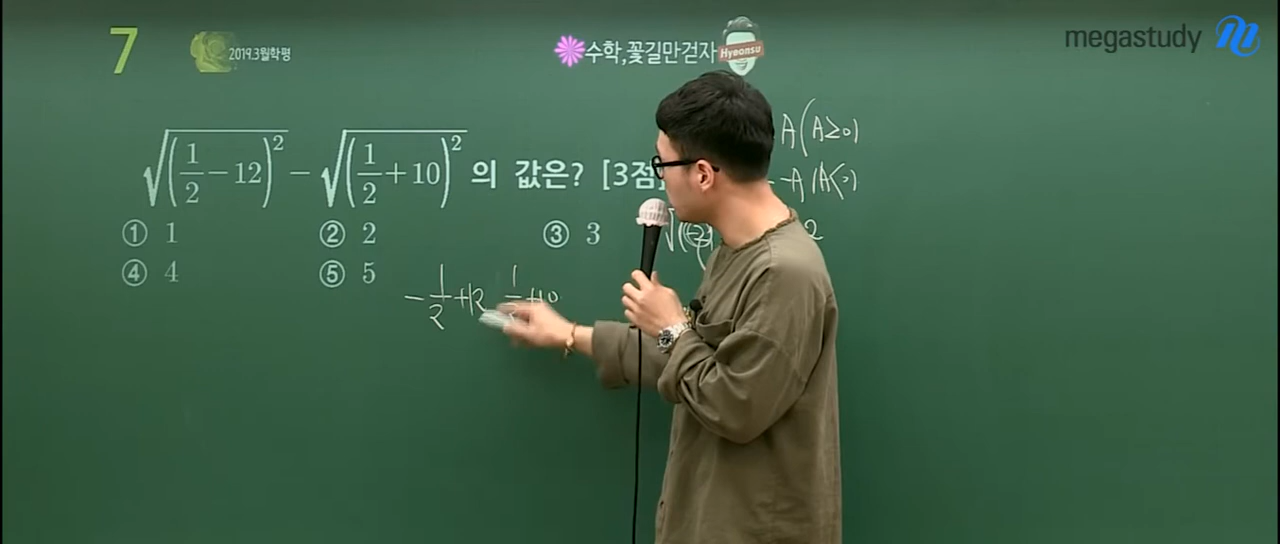 7
2019.3월학평
수학,꽃길만걷자
Hyeonsu
megastudy
√(1/2−12)² − √(1/2+10)² 의 값은? [3점]
① 1
② 2
③ 3
④ 4
⑤ 5
A(A≥0)
-A(A<0)
2
-1/2+12 1/2+10